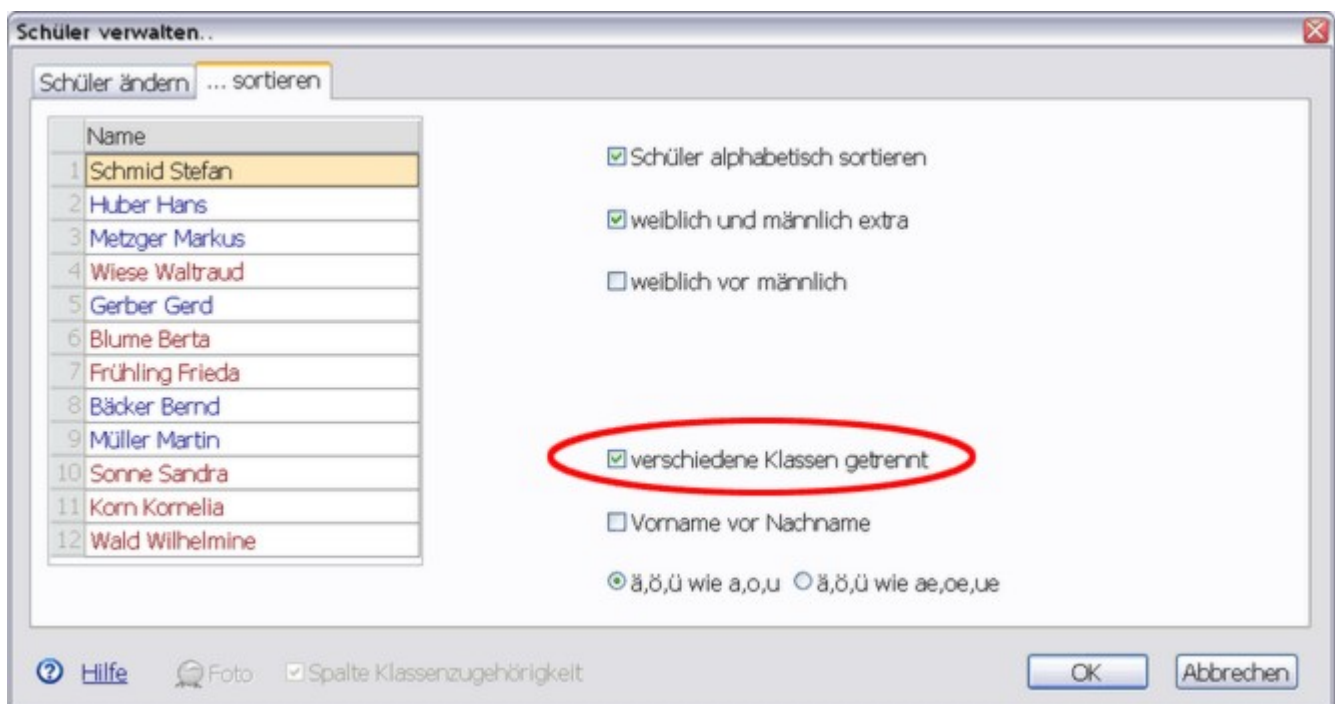 Schüler verwalten..
Schüler ändern ... sortieren
Name
1 Schmid Stefan
2 Huber Hans
3 Metzger Markus
4 Wiese Waltraud
5 Gerber Gerd
6 Blume Berta
7 Frühling Frieda
8 Bäcker Bernd
9 Müller Martin
10 Sonne Sandra
11 Korn Kornelia
12 Wald Wilhelmine
Schüler alphabetisch sortieren
weiblich und männlich extra
weiblich vor männlich
verschiedene Klassen getrennt
Vorname vor Nachname
ä,ö,ü wie a,o,u ä,ö,ü wie ae,oe,ue
? Hilfe Foto Spalte Klassenzugehörigkeit OK Abbrechen